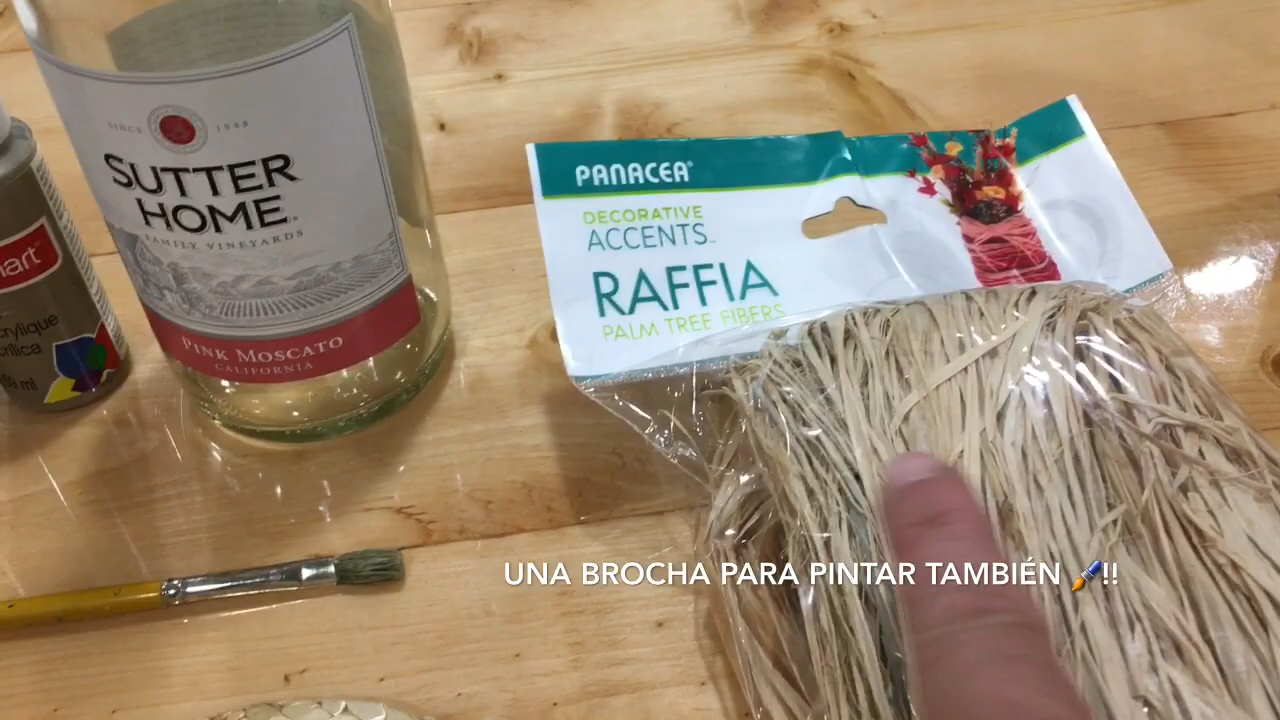 SINCE 1948
SUTTER
HOME
FAMILY VINEYARDS
PINK MOSCATO
CALIFORNIA
PANACEA®
DECORATIVE
ACCENTS™
RAFFIA
PALM TREE FIBERS
UNA BROCHA PARA PINTAR TAMBIÉN 🖌️!!